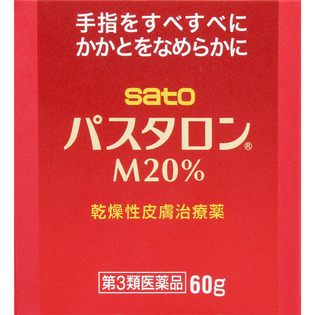 手指をすべすべに
かかとをなめらかに
sato
パスタロン®
M20%
乾燥性皮膚治療薬
第3類医薬品 60g